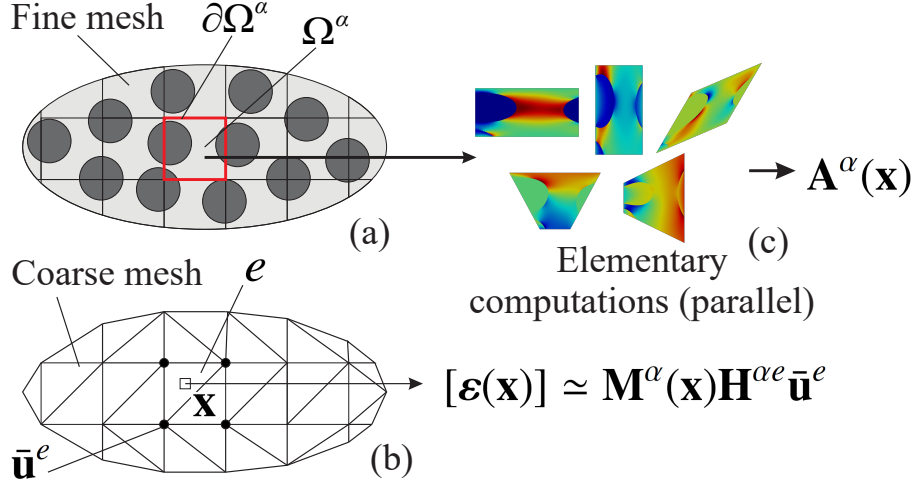 Fine mesh
∂Ω^α
Ω^α
(a)
A^α(x)
(c)
Elementary
computations (parallel)
Coarse mesh
e
x
[ε(x)] ≃ M^α(x)H^{αe} ū^e
ū^e
(b)